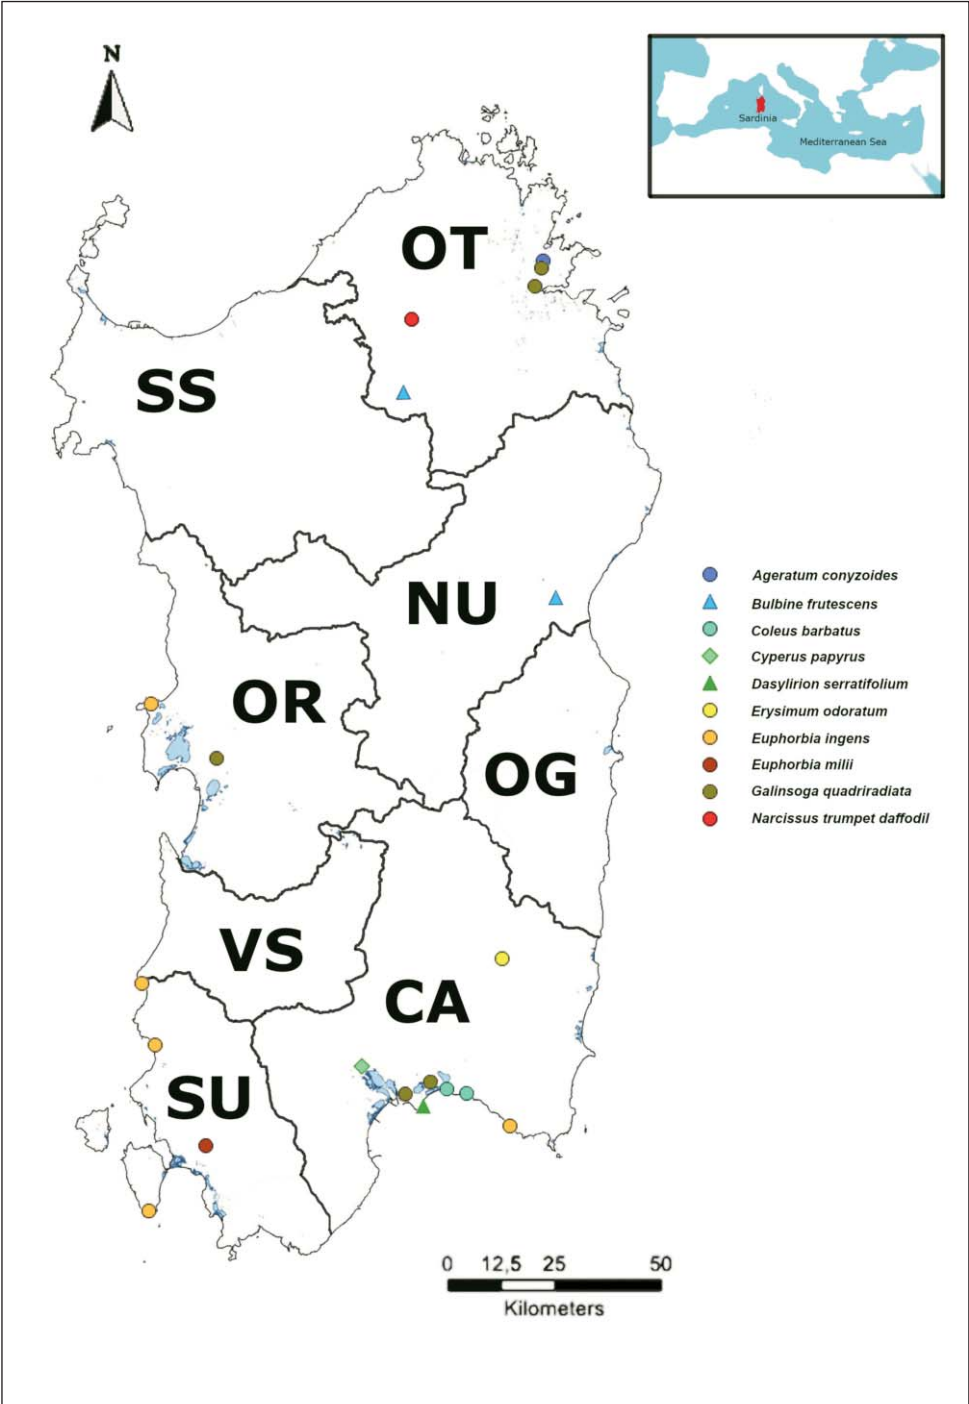 N
Sardinia
Mediterranean Sea
OT
SS
NU
OR
OG
VS
CA
SU
Ageratum conyzoides
Bulbine frutescens
Coleus barbatus
Cyperus papyrus
Dasylirion serratifolium
Erysimum odoratum
Euphorbia ingens
Euphorbia milii
Galinsoga quadriradiata
Narcissus trumpet daffodil
0 12,5 25 50
Kilometers